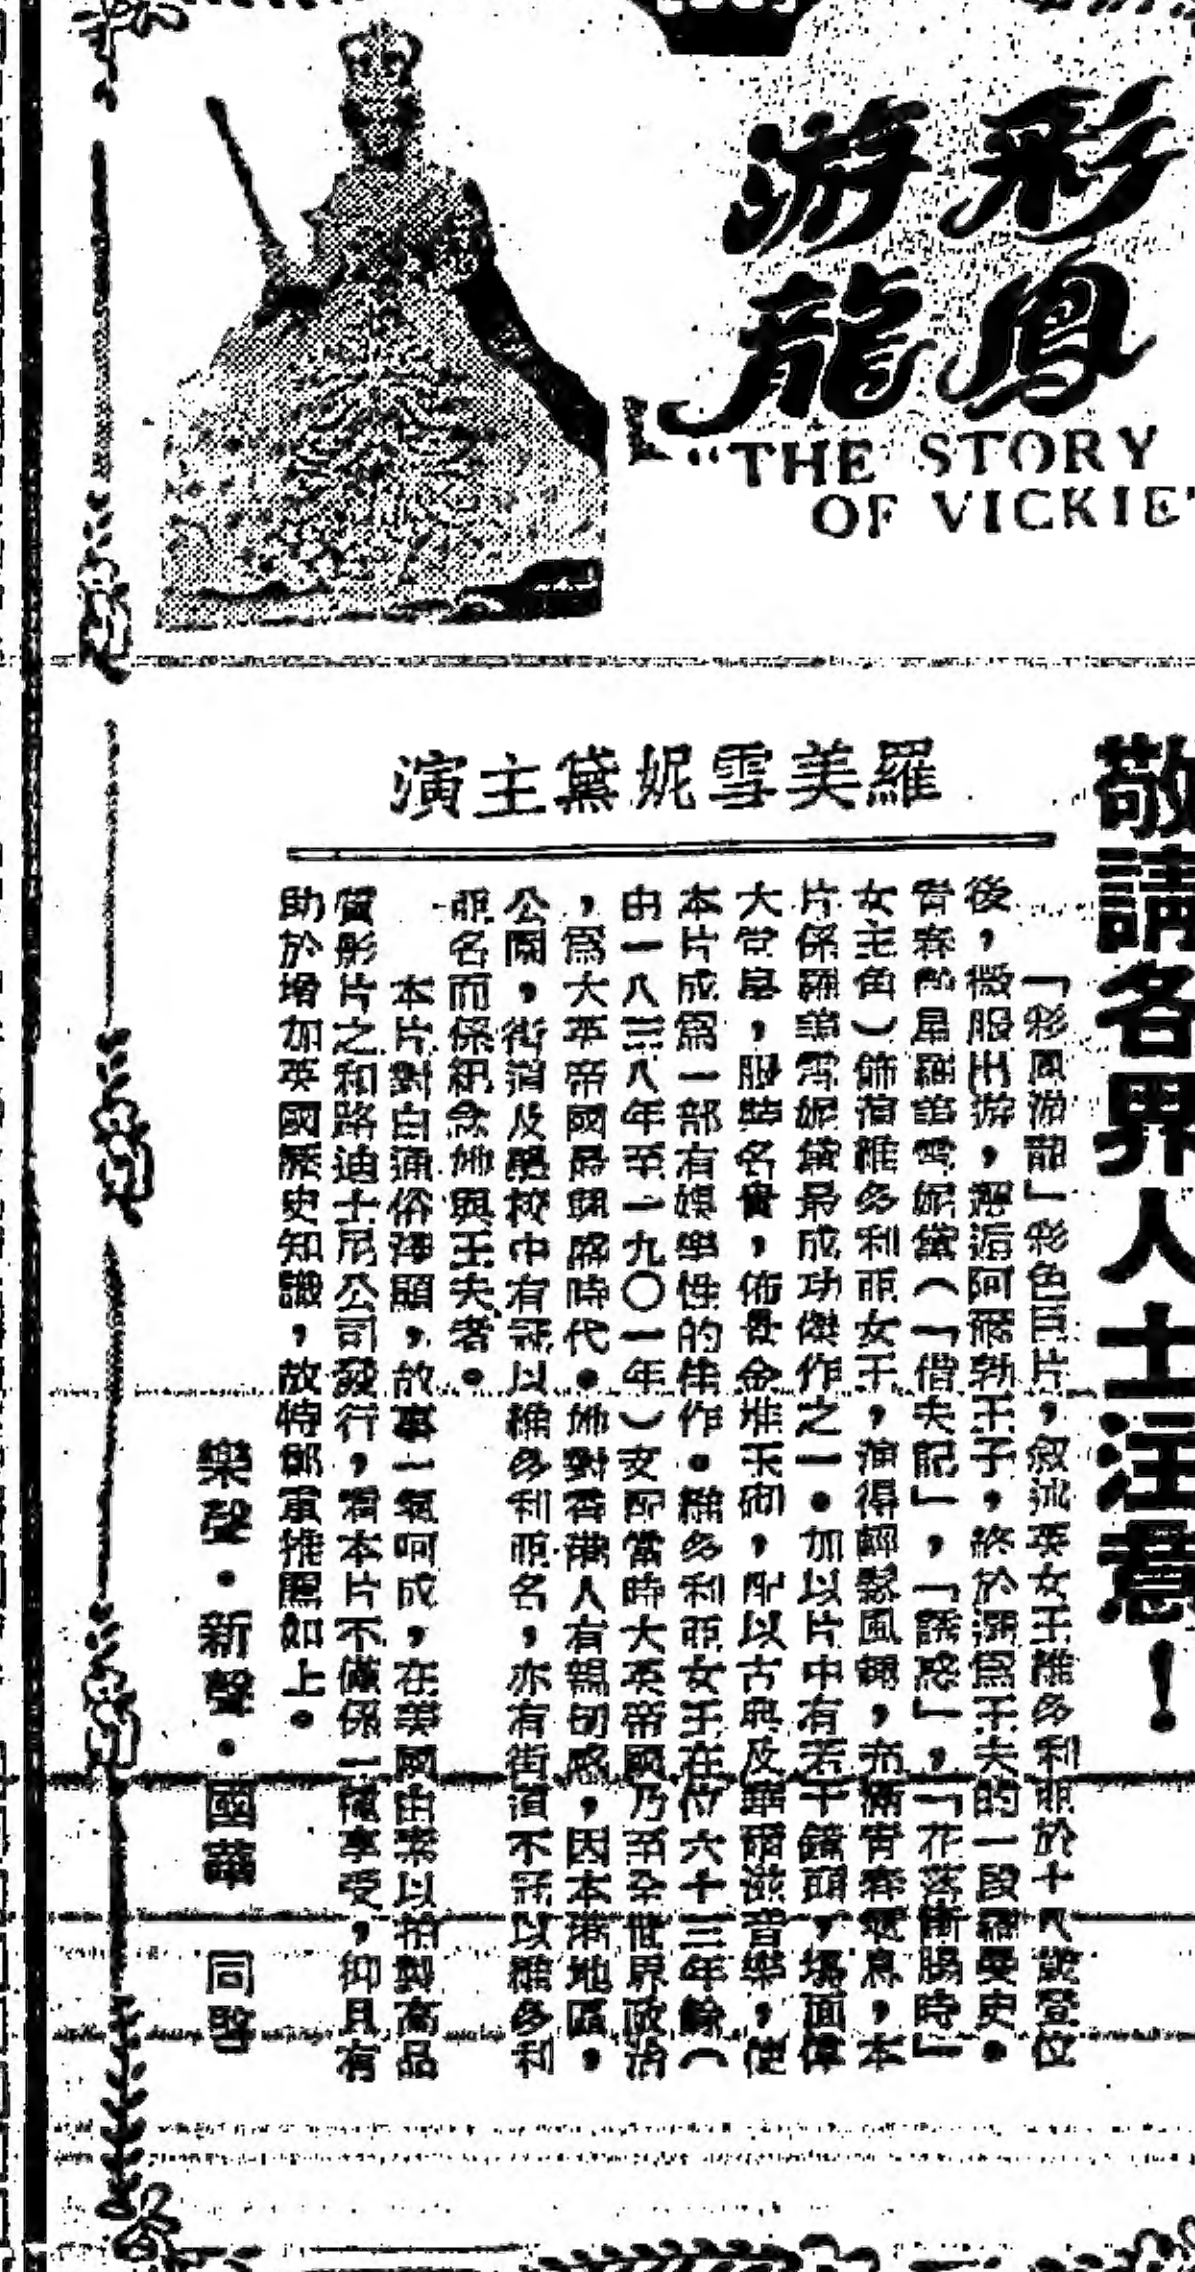 彩鳳
游龍
"THE STORY
OF VICKIE"
羅美雪妮黛主演
敬請各界人士注意！
「彩鳳游龍」彩色巨片，叙述英女王維多利亞於十八歲登位
後，微服出游，邂逅阿爾勃王子，終於選爲王夫的一段羅曼史。
青春影星羅美雪妮黛（「借夫記」，「誘惑」，「花落斷腸時」
女主角）飾演維多利亞女王，演得輕鬆風趣，充滿青春氣息，本
片係羅美雪妮黛最成功傑作之一。加以片中有若干鏡頭，塲面偉
大堂皇，服裝名貴，佈景金堆玉砌，配以古典及華爾滋音樂，使
本片成爲一部有娛樂性的佳作。維多利亞女王在位六十三年餘（
由一八三八年至一九〇一年）支配當時大英帝國乃至全世界政治
，爲大英帝國最興盛時代。她對香港人有親切感，因本港地區，
公園，街道及學校中有冠以維多利亞名，亦有街道不冠以維多利
亞名而係紀念她與王夫者。
本片對白通俗淺顯，故事一氣呵成，在美國由素以拍製高品
質影片之和路迪士尼公司發行，看本片不僅係一種享受，抑且有
助於增加英國歷史知識，故特鄭重推薦如上。
樂聲・新聲・國華 同啓